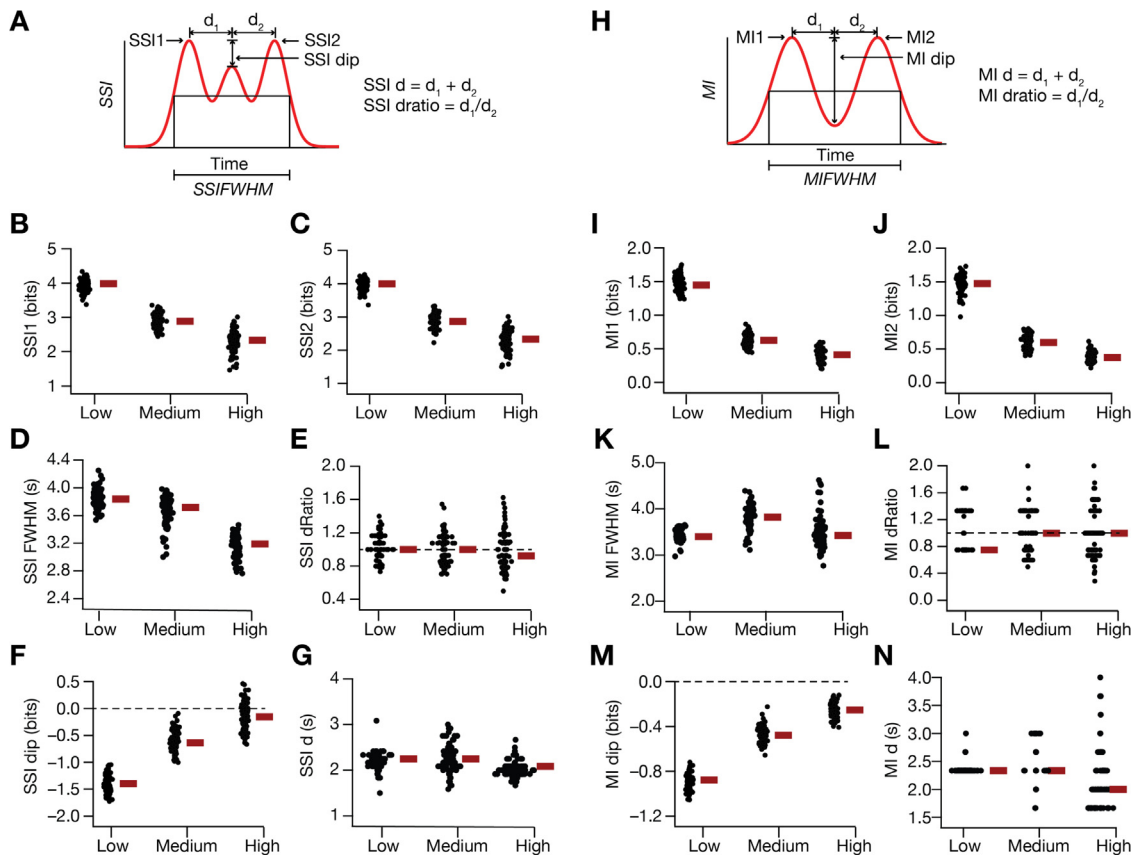 A
d1 d2
SSI1
SSI2
SSI dip
SSI
SSI d = d1 + d2
SSI dratio = d1/d2
Time
SSIFWHM
H
d1 d2
MI1
MI2
MI dip
MI
MI d = d1 + d2
MI dratio = d1/d2
Time
MIFWHM
B
SSI1 (bits)
5
4
3
2
1
Low Medium High
C
SSI2 (bits)
5
4
3
2
1
Low Medium High
I
MI1 (bits)
2.0
1.5
1.0
0.5
0.0
Low Medium High
J
MI2 (bits)
2.0
1.5
1.0
0.5
0.0
Low Medium High
D
SSI FWHM (s)
4.4
4.0
3.6
3.2
2.8
2.4
Low Medium High
E
SSI dRatio
2.0
1.6
1.2
1.0
0.8
0.4
Low Medium High
K
MI FWHM (s)
5.0
4.0
3.0
2.0
Low Medium High
L
MI dRatio
2.0
1.6
1.2
1.0
0.8
0.4
0.0
Low Medium High
F
SSI dip (bits)
0.5
0.0
−0.5
−1.0
−1.5
−2.0
Low Medium High
G
SSI d (s)
4
3
2
1
Low Medium High
M
MI dip (bits)
0.0
−0.4
−0.8
−1.2
Low Medium High
N
MI d (s)
4.0
3.5
3.0
2.5
2.0
1.5
Low Medium High